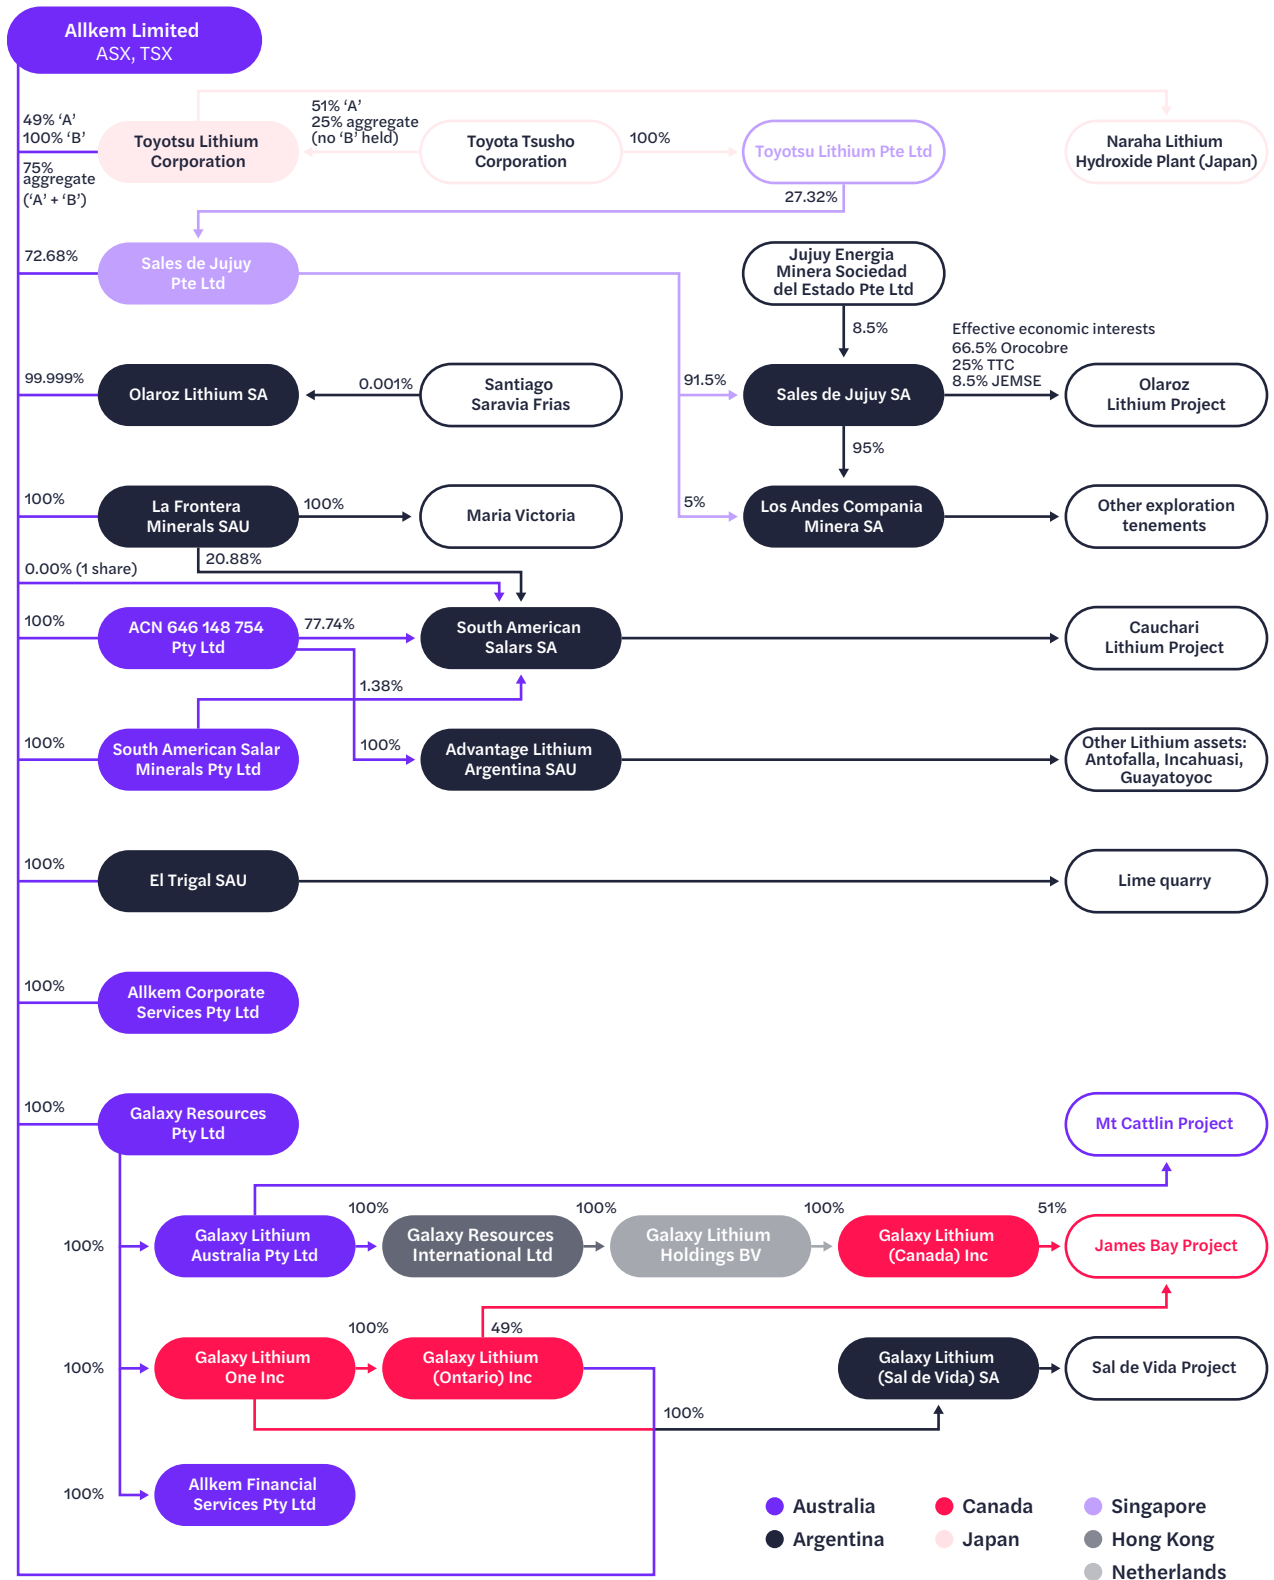 Allkem Limited
ASX, TSX
49% ‘A’
100% ‘B’
75%
aggregate
(‘A’ + ‘B’)
Toyotsu Lithium
Corporation
51% ‘A’
25% aggregate
(no ‘B’ held)
Toyota Tsusho
Corporation
100%
Toyotsu Lithium Pte Ltd
Naraha Lithium
Hydroxide Plant (Japan)
27.32%
72.68%
Sales de Jujuy
Pte Ltd
Jujuy Energia
Minera Sociedad
del Estado Pte Ltd
8.5%
Effective economic interests
66.5% Orocobre
25% TTC
8.5% JEMSE
99.999%
Olaroz Lithium SA
0.001%
Santiago
Saravia Frias
91.5%
Sales de Jujuy SA
Olaroz
Lithium Project
95%
100%
La Frontera
Minerals SAU
100%
Maria Victoria
5%
Los Andes Compania
Minera SA
Other exploration
tenements
20.88%
0.00% (1 share)
100%
ACN 646 148 754
Pty Ltd
77.74%
South American
Salars SA
Cauchari
Lithium Project
1.38%
100%
South American Salar
Minerals Pty Ltd
100%
Advantage Lithium
Argentina SAU
Other Lithium assets:
Antofalla, Incahuasi,
Guayatoyoc
100%
El Trigal SAU
Lime quarry
100%
Allkem Corporate
Services Pty Ltd
100%
Galaxy Resources
Pty Ltd
Mt Cattlin Project
100%
Galaxy Lithium
Australia Pty Ltd
100%
Galaxy Resources
International Ltd
100%
Galaxy Lithium
Holdings BV
100%
Galaxy Lithium
(Canada) Inc
51%
James Bay Project
100%
Galaxy Lithium
One Inc
100%
Galaxy Lithium
(Ontario) Inc
49%
Galaxy Lithium
(Sal de Vida) SA
Sal de Vida Project
100%
100%
Allkem Financial
Services Pty Ltd
Australia
Canada
Singapore
Argentina
Japan
Hong Kong
Netherlands